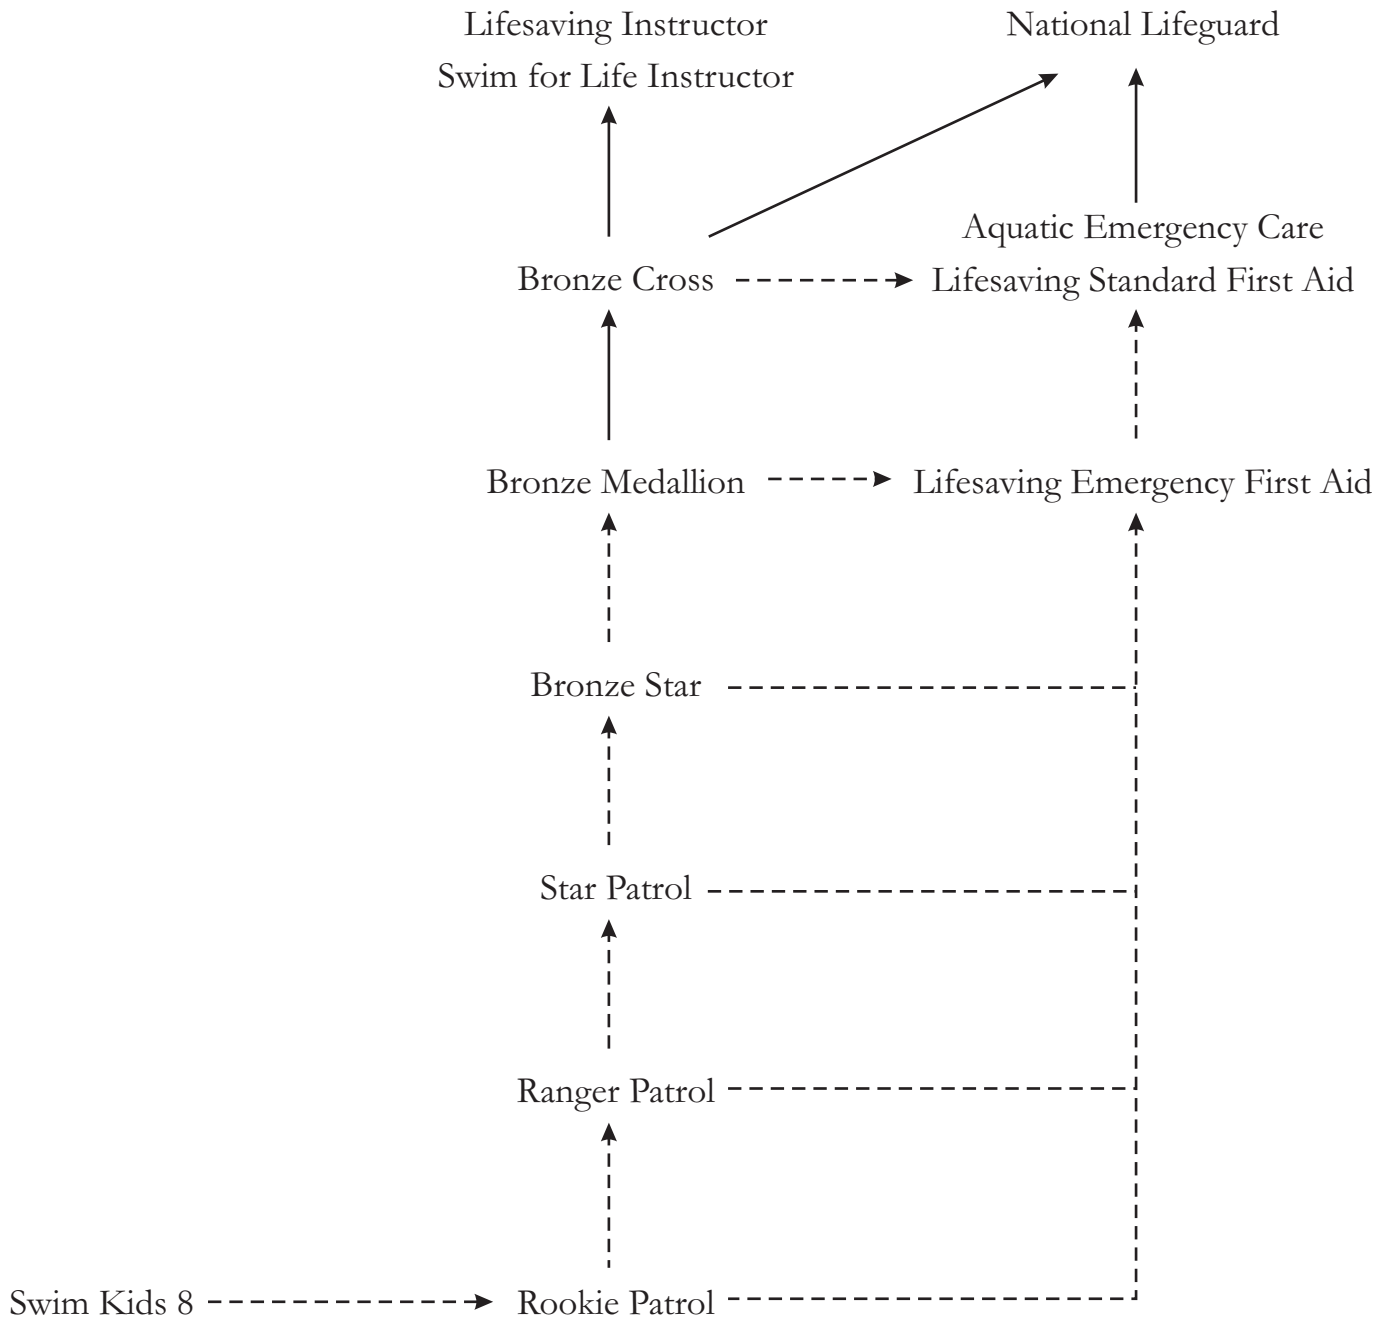 Lifesaving Instructor
Swim for Life Instructor
National Lifeguard
Aquatic Emergency Care
Bronze Cross
Lifesaving Standard First Aid
Bronze Medallion
Lifesaving Emergency First Aid
Bronze Star
Star Patrol
Ranger Patrol
Swim Kids 8
Rookie Patrol